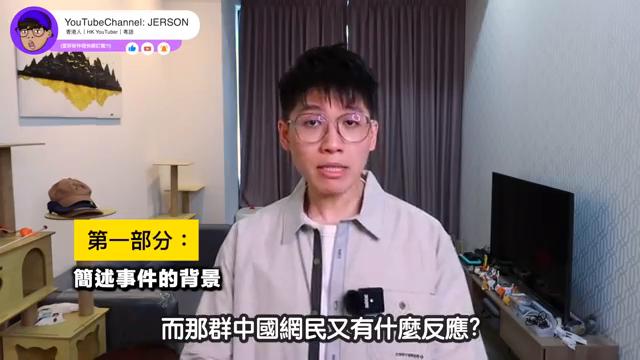 YouTubeChannel: JERSON
香港人｜HK YouTuber｜粵語
第一部分：
簡述事件的背景
而那群中國網民又有什麼反應?